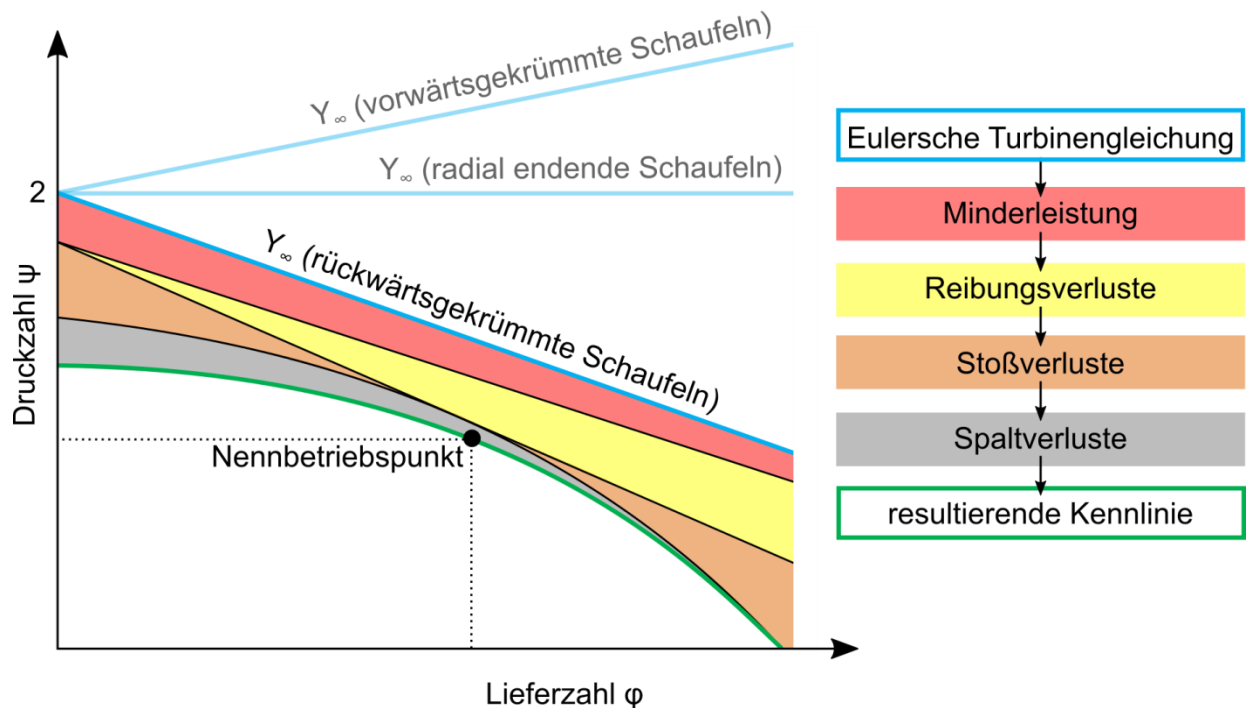 Druckzahl ψ
2
Y∞ (vorwärtsgekrümmte Schaufeln)
Y∞ (radial endende Schaufeln)
Y∞ (rückwärtsgekrümmte Schaufeln)
Nennbetriebspunkt
Lieferzahl φ
Eulersche Turbinengleichung
Minderleistung
Reibungsverluste
Stoßverluste
Spaltverluste
resultierende Kennlinie